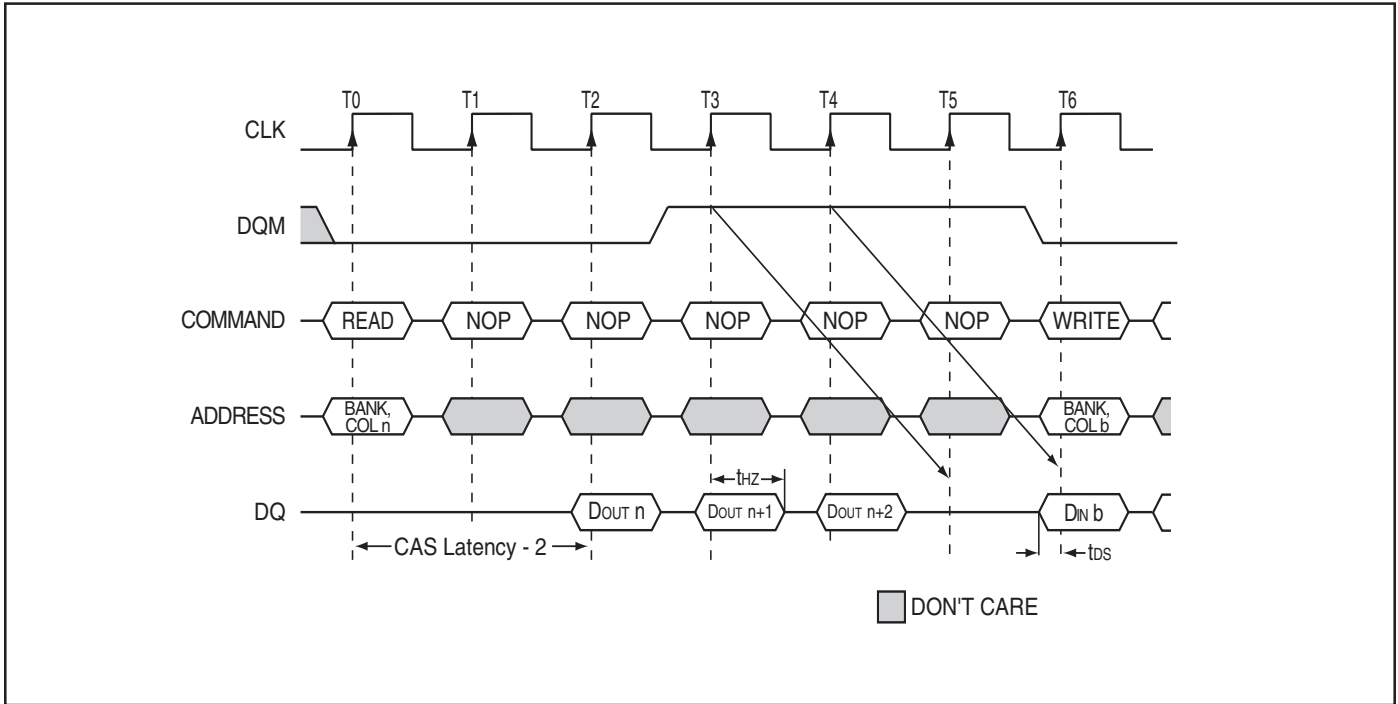 T0 T1 T2 T3 T4 T5 T6
CLK
DQM
COMMAND READ NOP NOP NOP NOP NOP WRITE
ADDRESS BANK, COL n BANK, COL b
tHZ
DQ DOUT n DOUT n+1 DOUT n+2 DIN b
CAS Latency - 2 tDS
DON'T CARE